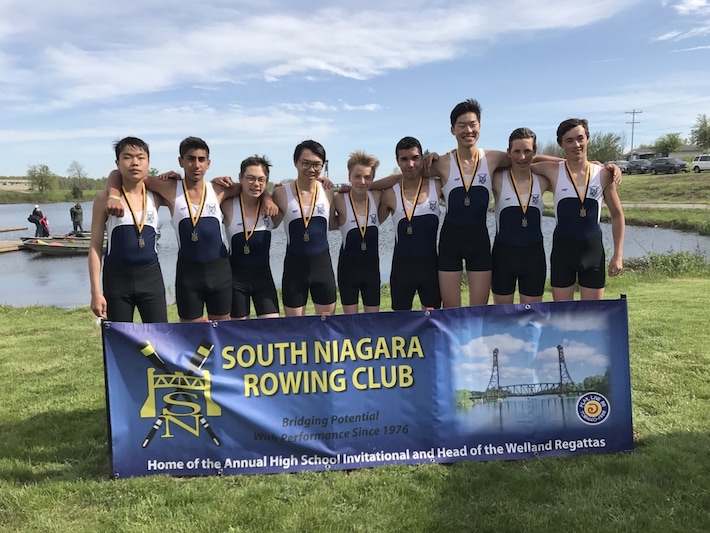 SOUTH NIAGARA
ROWING CLUB
Bridging Potential
With Performance Since 1976
Home of the Annual High School Invitational and Head of the Welland Regattas
SN